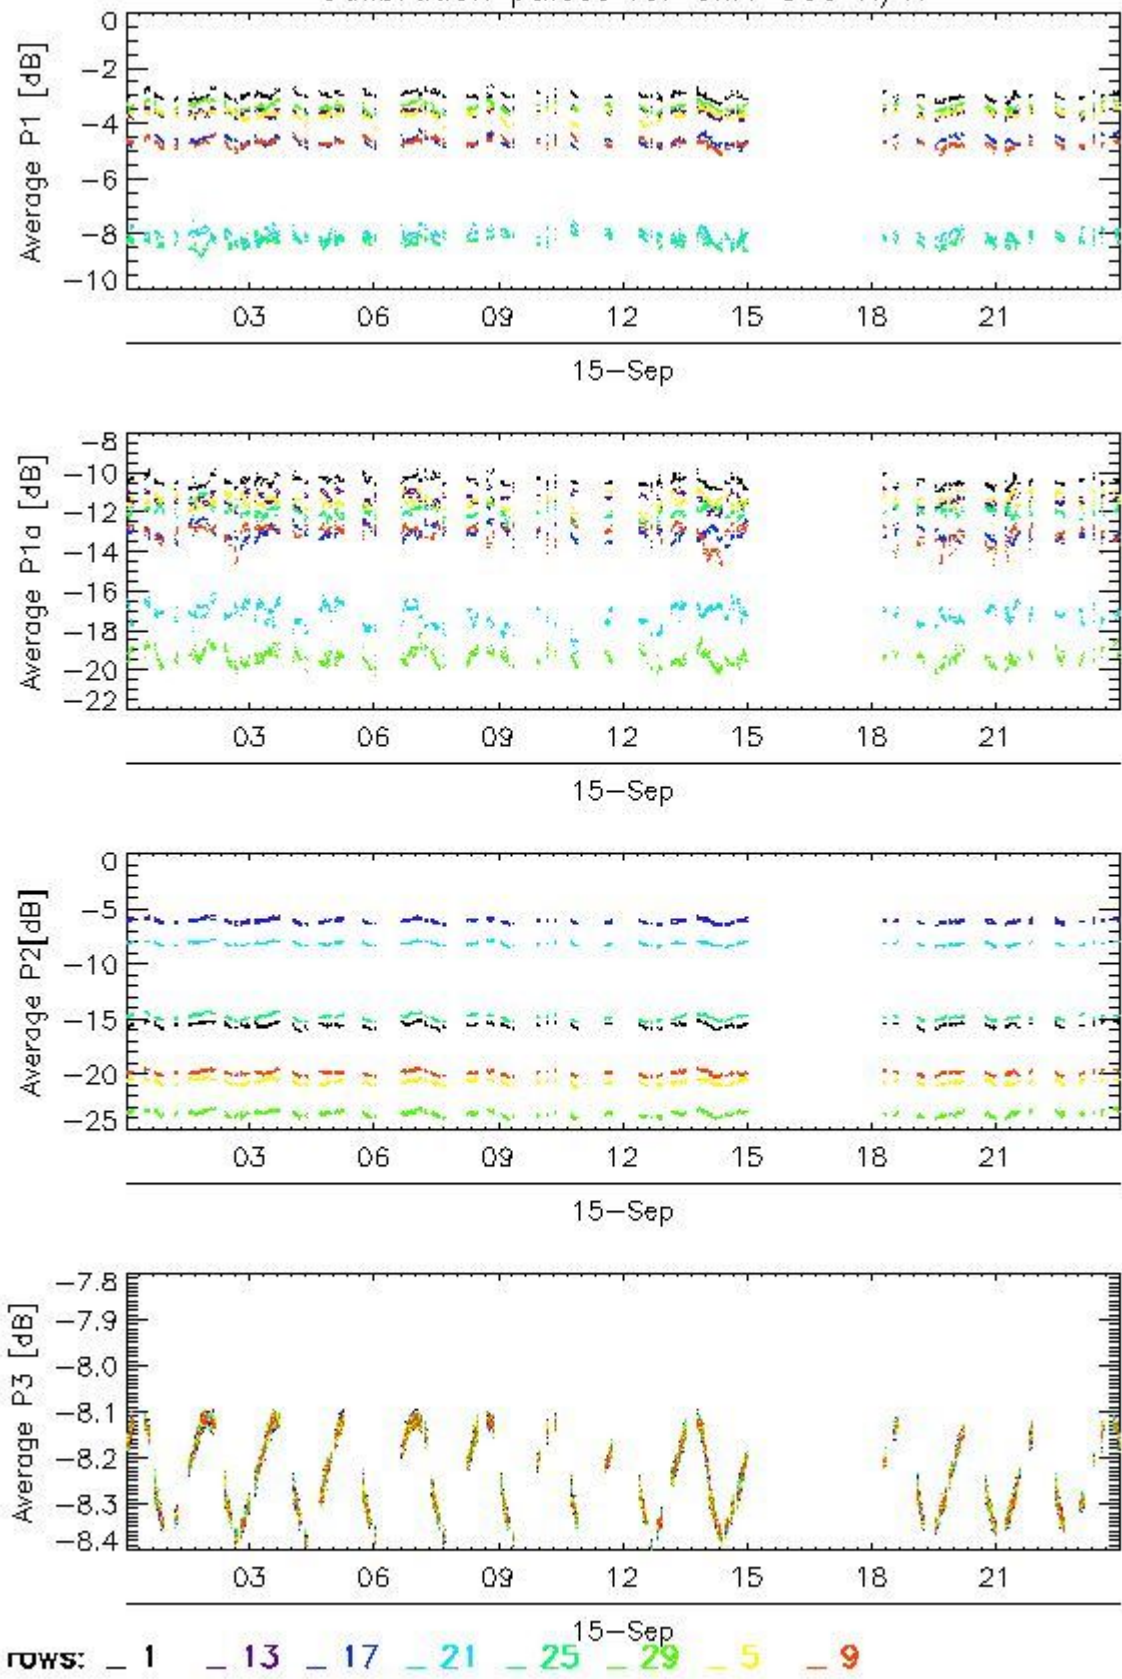 Average P1 [dB]
0
−2
−4
−6
−8
−10
03 06 09 12 15 18 21
15−Sep
Average P1a [dB]
−8
−10
−12
−14
−16
−18
−20
−22
03 06 09 12 15 18 21
15−Sep
Average P2[dB]
0
−5
−10
−15
−20
−25
03 06 09 12 15 18 21
15−Sep
Average P3 [dB]
−7.8
−7.9
−8.0
−8.1
−8.2
−8.3
−8.4
03 06 09 12 15 18 21
15−Sep
rows: _ 1 _ 13 _ 17 _ 21 _ 25 _ 29 _ 5 _ 9